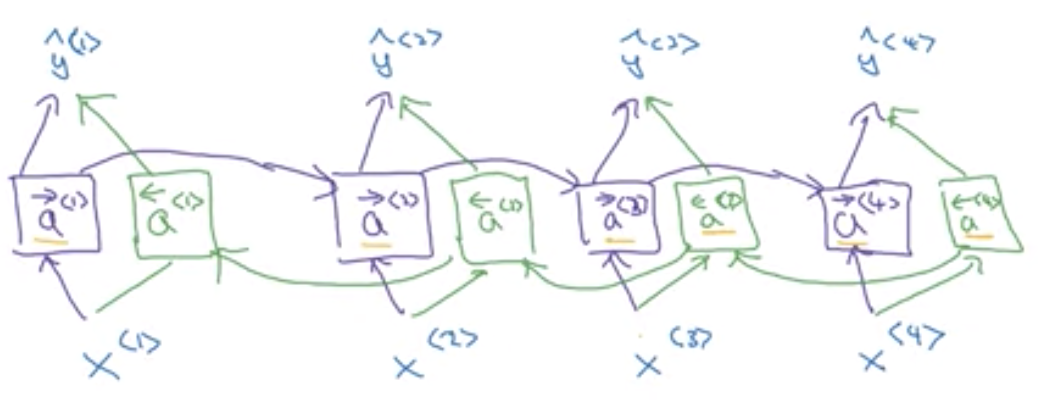 ŷ<1> ŷ<2> ŷ<3> ŷ<4>
→a<1> ←a<1> →a<2> ←a<2> →a<3> ←a<3> →a<4> ←a<4>
x<1> x<2> x<3> x<4>